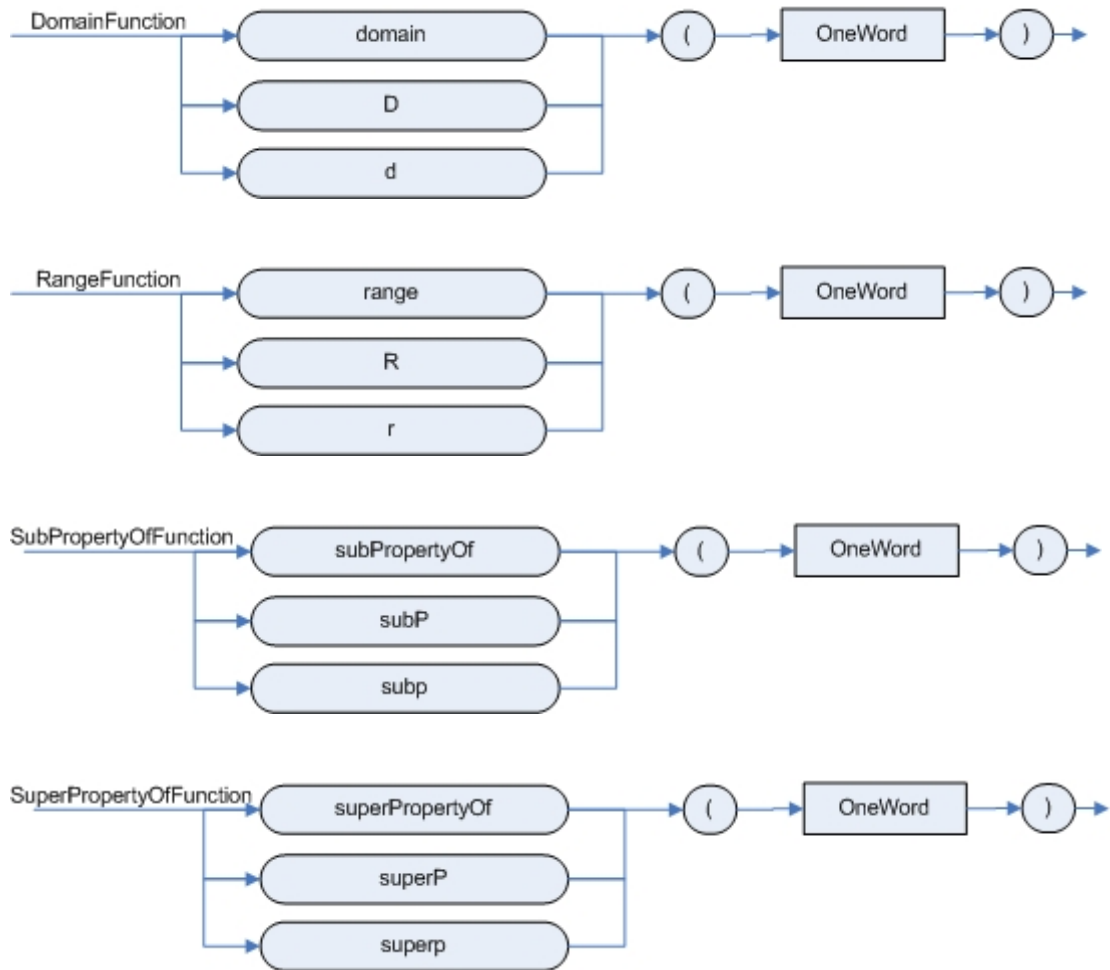 DomainFunction
domain ( OneWord )
D
d
RangeFunction
range ( OneWord )
R
r
SubPropertyOfFunction
subPropertyOf ( OneWord )
subP
subp
SuperPropertyOfFunction
superPropertyOf ( OneWord )
superP
superp